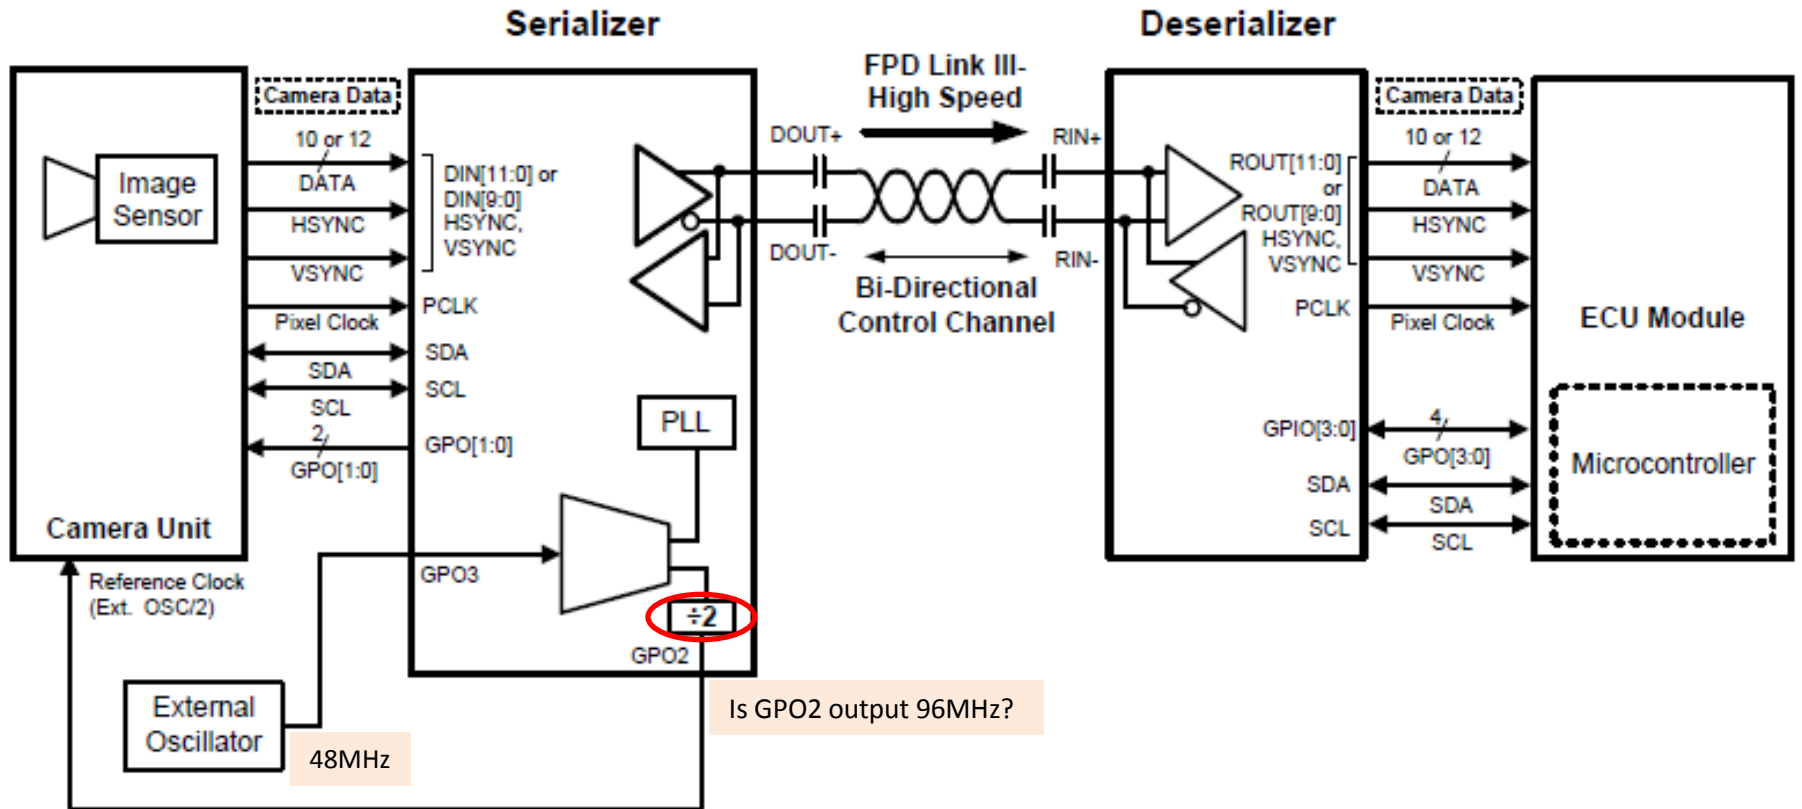 Serializer
Deserializer
Camera Data
10 or 12
DATA
HSYNC
VSYNC
Pixel Clock
SDA
SCL
2
GPO[1:0]
Image
Sensor
Camera Unit
DIN[11:0] or
DIN[9:0]
HSYNC,
VSYNC
PCLK
SDA
SCL
GPO[1:0]
PLL
GPO3
÷2
GPO2
Reference Clock
(Ext. OSC/2)
External
Oscillator
48MHz
Is GPO2 output 96MHz?
FPD Link III-
High Speed
DOUT+
RIN+
DOUT-
RIN-
Bi-Directional
Control Channel
ROUT[11:0]
or
ROUT[9:0]
HSYNC,
VSYNC
PCLK
GPIO[3:0]
SDA
SCL
Camera Data
10 or 12
DATA
HSYNC
VSYNC
Pixel Clock
4
GPO[3:0]
SDA
SCL
ECU Module
Microcontroller